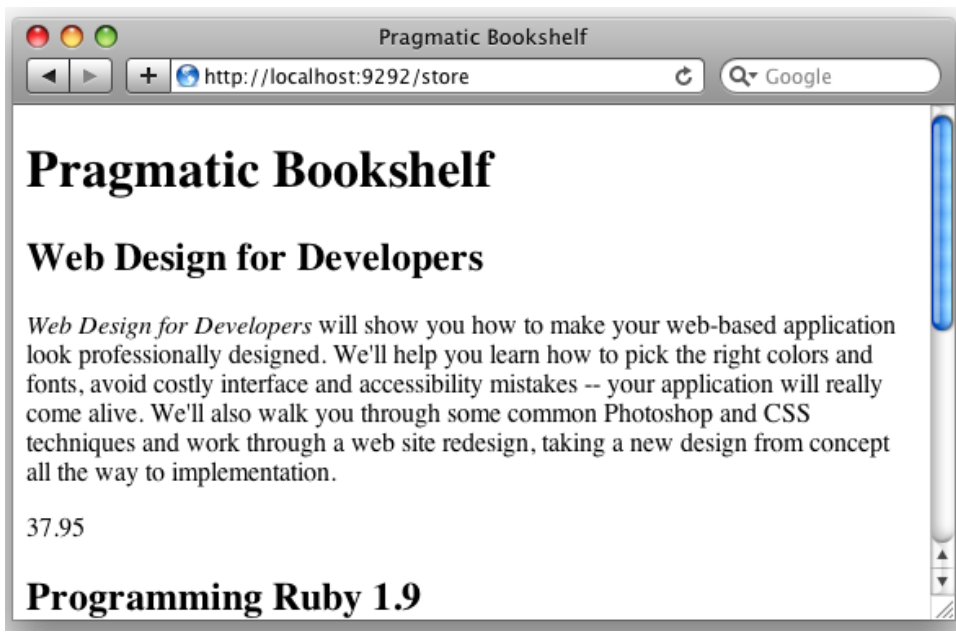 Pragmatic Bookshelf
http://localhost:9292/store
Google
Pragmatic Bookshelf
Web Design for Developers
Web Design for Developers will show you how to make your web-based application
look professionally designed. We'll help you learn how to pick the right colors and
fonts, avoid costly interface and accessibility mistakes -- your application will really
come alive. We'll also walk you through some common Photoshop and CSS
techniques and work through a web site redesign, taking a new design from concept
all the way to implementation.
37.95
Programming Ruby 1.9